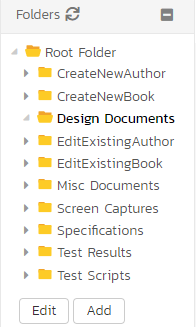 Folders
Root Folder
CreateNewAuthor
CreateNewBook
Design Documents
EditExistingAuthor
EditExistingBook
Misc Documents
Screen Captures
Specifications
Test Results
Test Scripts
Edit Add